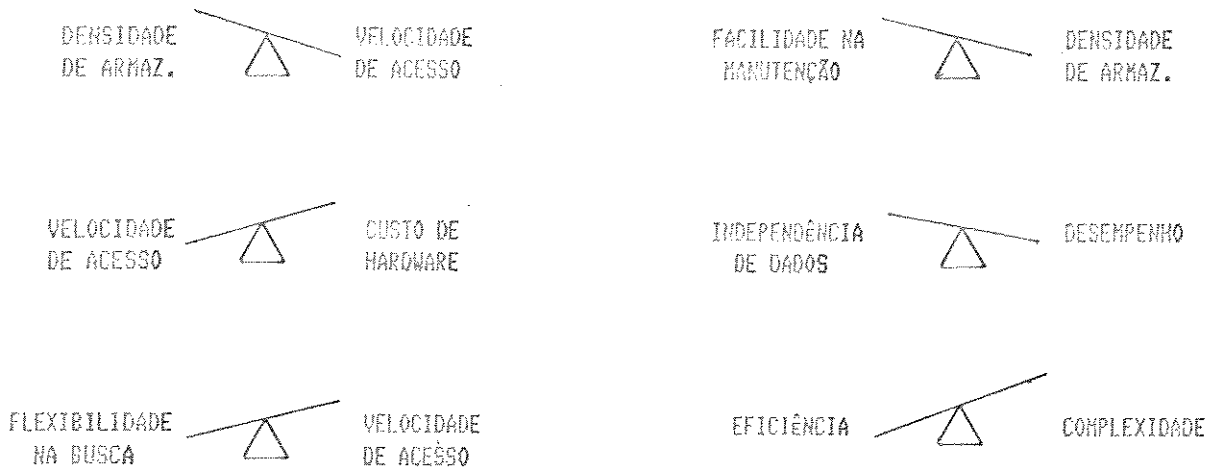 DENSIDADE
DE ARMAZ.
VELOCIDADE
DE ACESSO
FACILIDADE NA
MANUTENÇÃO
DENSIDADE
DE ARMAZ.
VELOCIDADE
DE ACESSO
CUSTO DE
HARDWARE
INDEPENDÊNCIA
DE DADOS
DESEMPENHO
FLEXIBILIDADE
NA BUSCA
VELOCIDADE
DE ACESSO
EFICIÊNCIA
COMPLEXIDADE